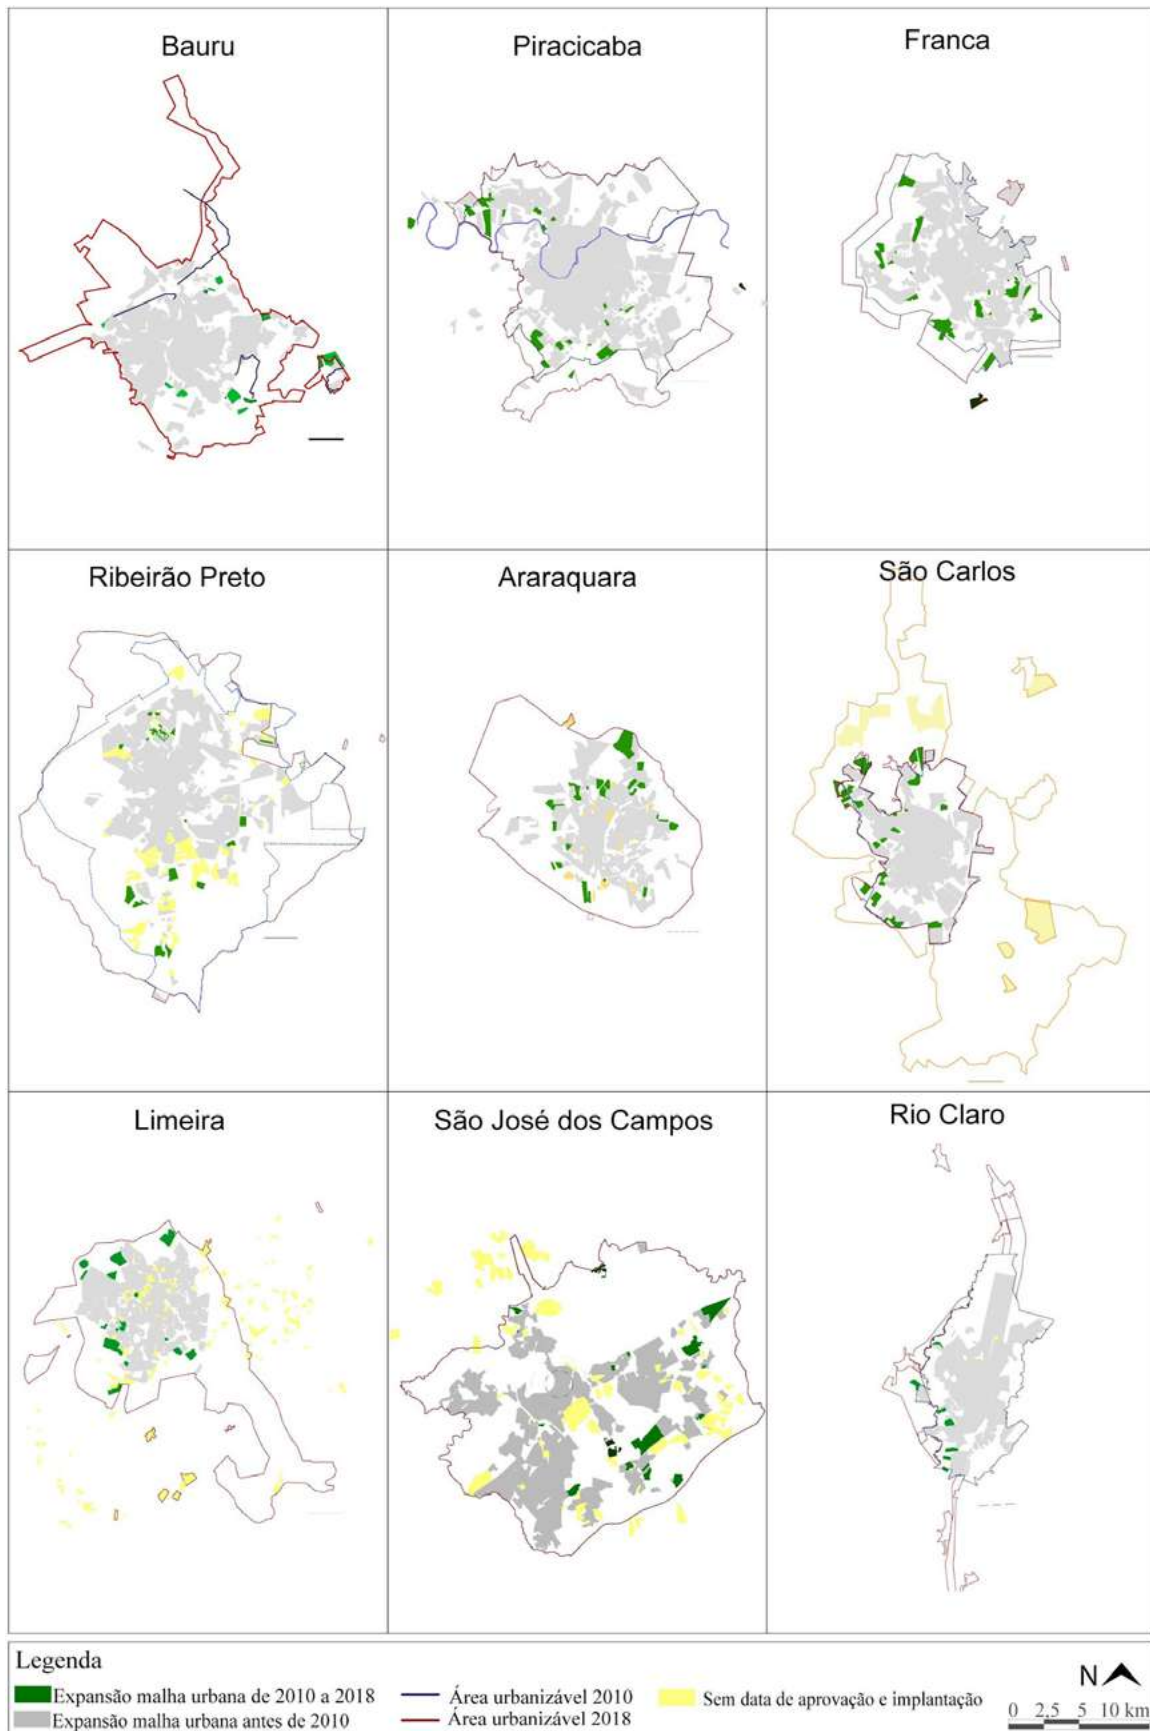 Bauru
Piracicaba
Franca
Ribeirão Preto
Araraquara
São Carlos
Limeira
São José dos Campos
Rio Claro
Legenda
Expansão malha urbana de 2010 a 2018
Expansão malha urbana antes de 2010
Área urbanizável 2010
Área urbanizável 2018
Sem data de aprovação e implantação
N
0 2,5 5 10 km